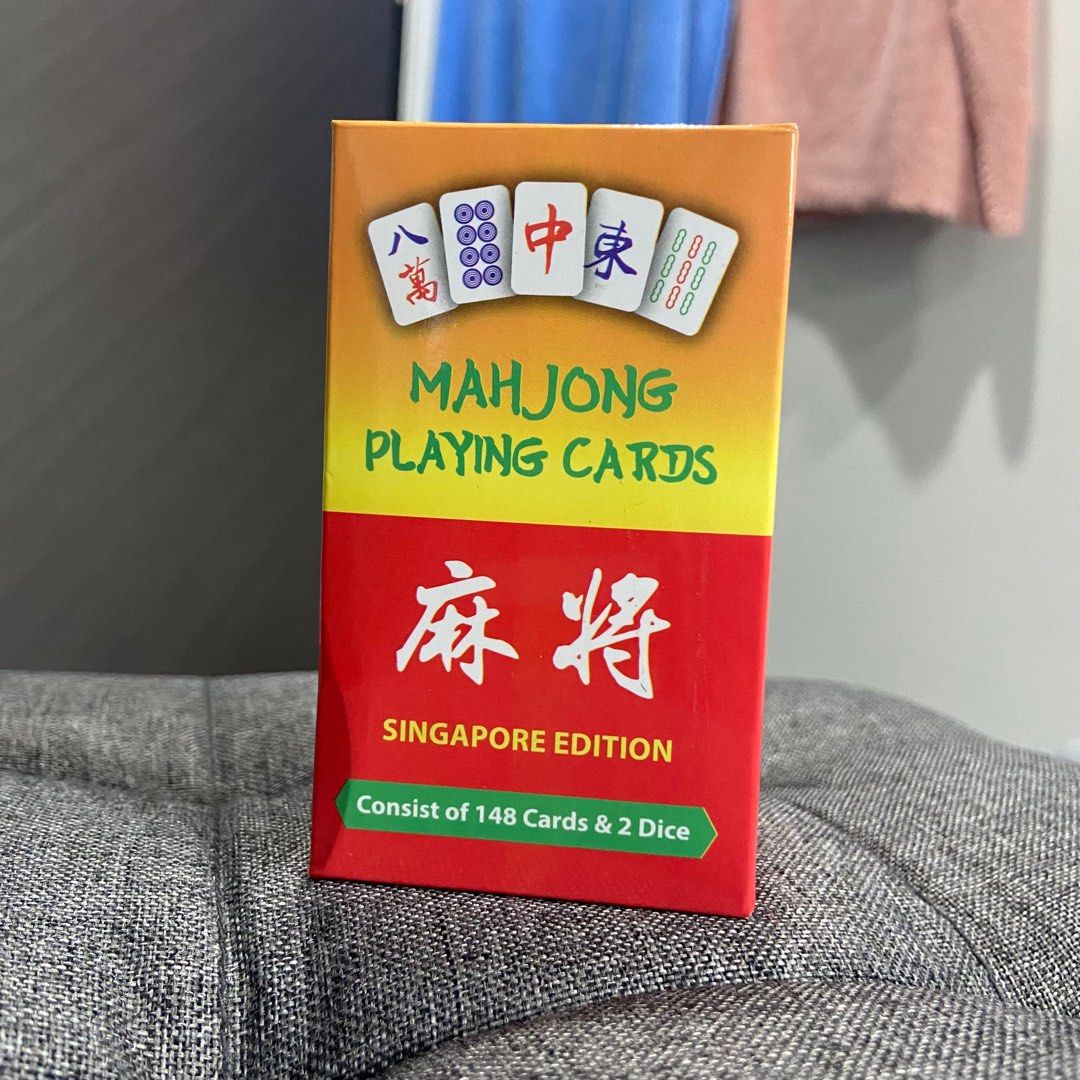 八萬 中 東
MAHJONG
PLAYING CARDS
麻将
SINGAPORE EDITION
Consist of 148 Cards & 2 Dice